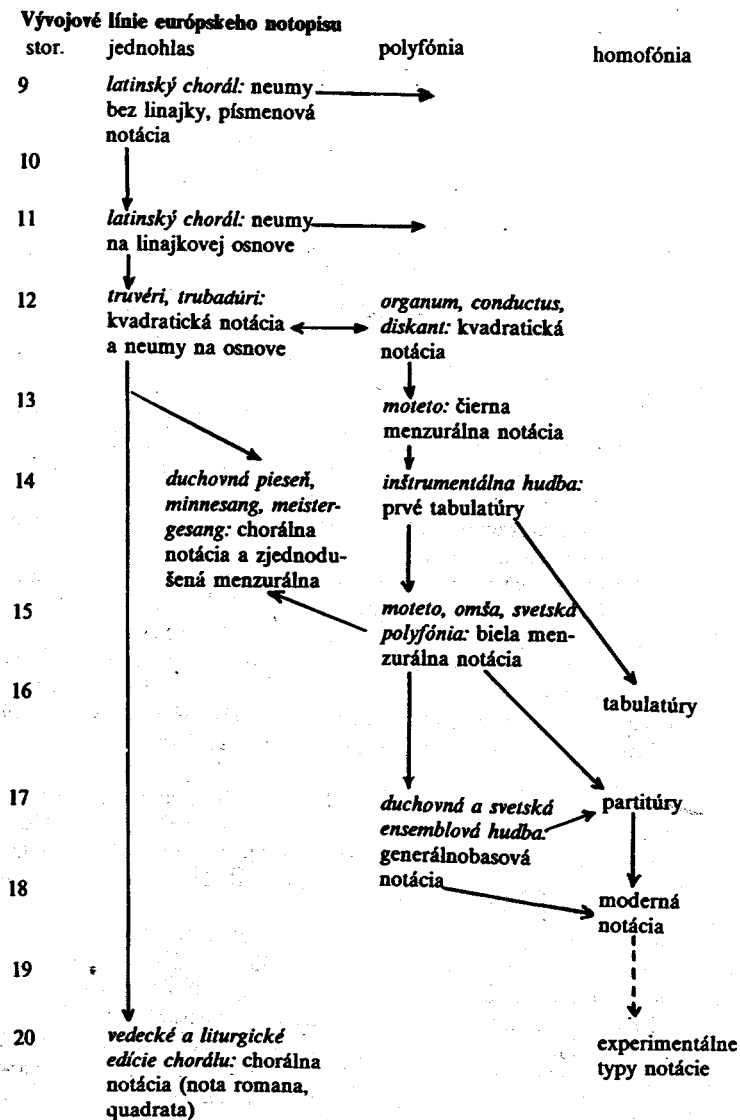 Vývojové línie európskeho notopisu
stor. jednohlas polyfónia homofónia
9 latinský chorál: neumy
bez linajky, písmenová
notácia
10
11 latinský chorál: neumy
na linajkovej osnove
12 truvéri, trubadúri:
kvadratická notácia
a neumy na osnove
organum, conductus,
diskant: kvadratická
notácia
13 moteto: čierna
menzurálna notácia
14 duchovná pieseň,
minnesang, meister-
gesang: chorálna
notácia a zjednodu-
šená menzurálna
inštrumentálna hudba:
prvé tabulatúry
15 moteto, omša, svetská
polyfónia: biela men-
zurálna notácia
16 tabulatúry
17 duchovná a svetská
ensemblová hudba:
generálnobasová
notácia
partitúry
18 moderná
notácia
19
20 vedecké a liturgické
edície chorálu: chorálna
notácia (nota romana,
quadrata)
experimentálne
typy notácie